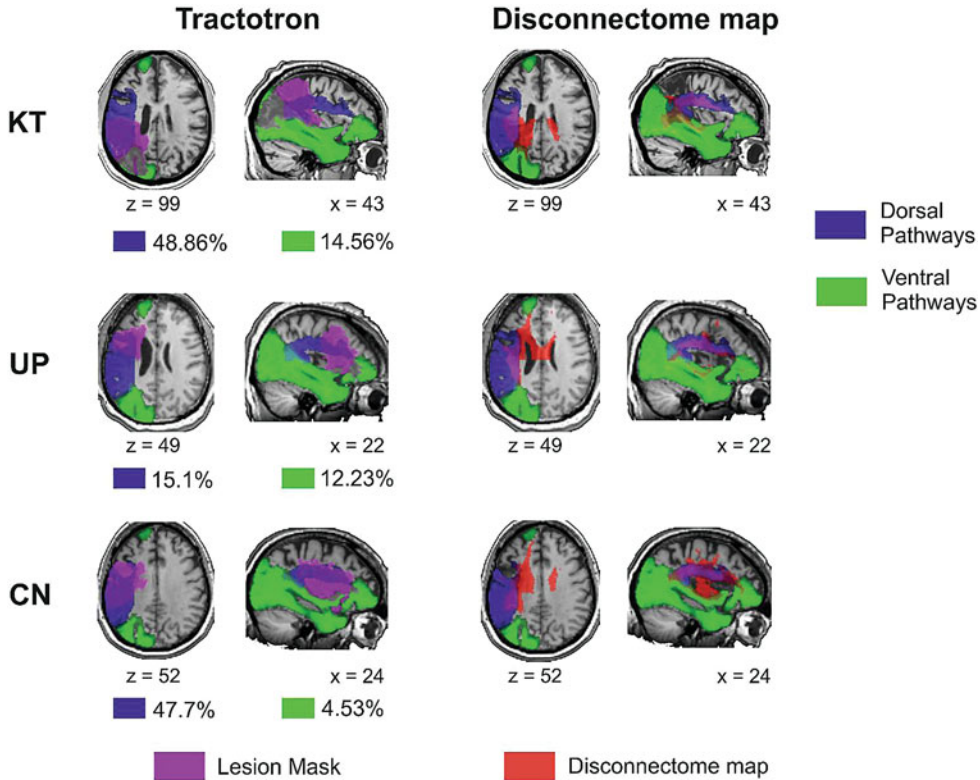 Tractotron
Disconnectome map
KT
z = 99
x = 43
z = 99
x = 43
48.86%
14.56%
Dorsal
Pathways
Ventral
Pathways
UP
z = 49
x = 22
z = 49
x = 22
15.1%
12.23%
CN
z = 52
x = 24
z = 52
x = 24
47.7%
4.53%
Lesion Mask
Disconnectome map